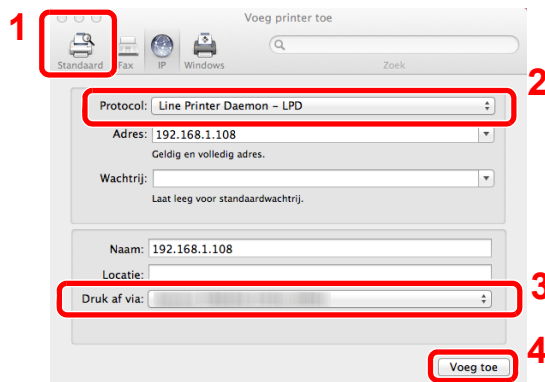 1
Voeg printer toe
Standaard Fax IP Windows Zoek
2
Protocol: Line Printer Daemon – LPD
Adres: 192.168.1.108
Geldig en volledig adres.
Wachtrij:
Laat leeg voor standaardwachtrij.
Naam: 192.168.1.108
Locatie:
3
Druk af via:
4
Voeg toe